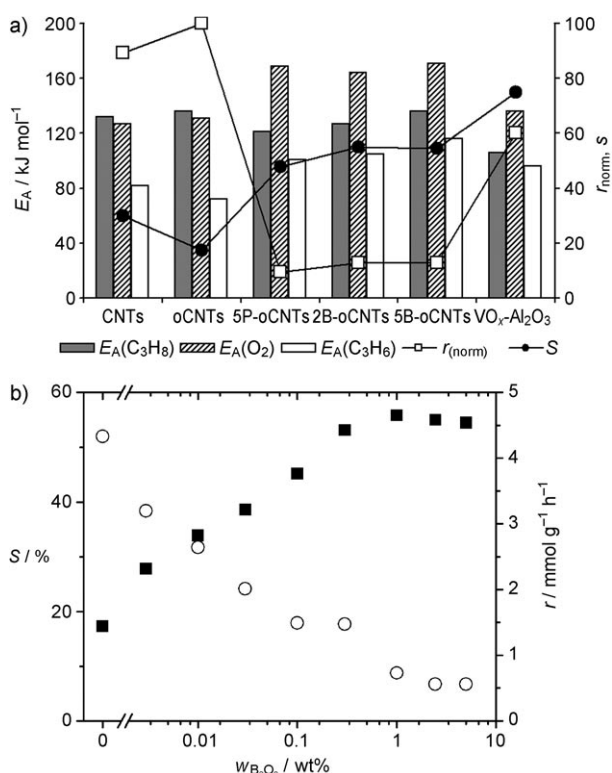 a)
200
160
120
80
40
0
E_A / kJ mol⁻¹
100
80
60
40
20
0
r_norm, s
CNTs oCNTs 5P-oCNTs 2B-oCNTs 5B-oCNTs VOₓ-Al₂O₃
E_A(C₃H₈) E_A(O₂) E_A(C₃H₆) r_(norm) S
b)
60
40
20
0
S / %
5
4
3
2
1
0
r / mmol g⁻¹ h⁻¹
0 0.01 0.1 1 10
w_B₂O₃ / wt%